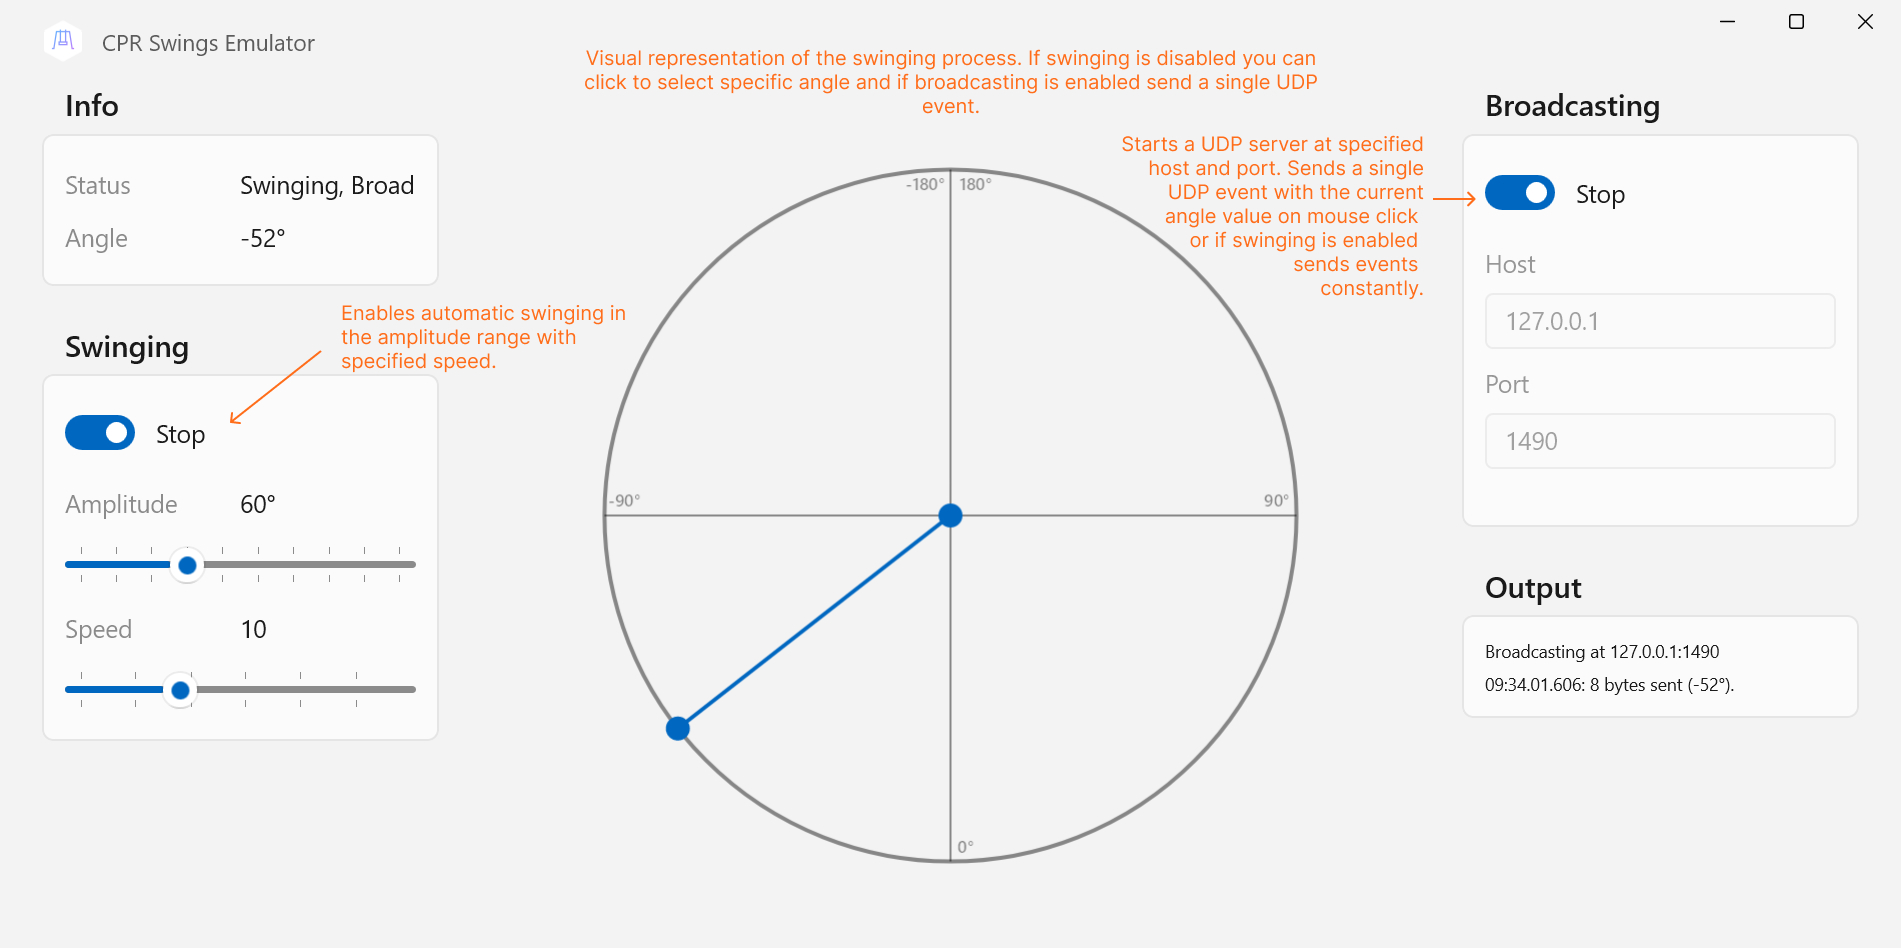 CPR Swings Emulator
Visual representation of the swinging process. If swinging is disabled you can
click to select specific angle and if broadcasting is enabled send a single UDP
event.
Info
Status Swinging, Broad
Angle -52°
Enables automatic swinging in
the amplitude range with
specified speed.
Swinging
Stop
Amplitude 60°
Speed 10
-180° 180°
-90° 90°
0°
Starts a UDP server at specified
host and port. Sends a single
UDP event with the current
angle value on mouse click
or if swinging is enabled
sends events
constantly.
Broadcasting
Stop
Host
127.0.0.1
Port
1490
Output
Broadcasting at 127.0.0.1:1490
09:34.01.606: 8 bytes sent (-52°).